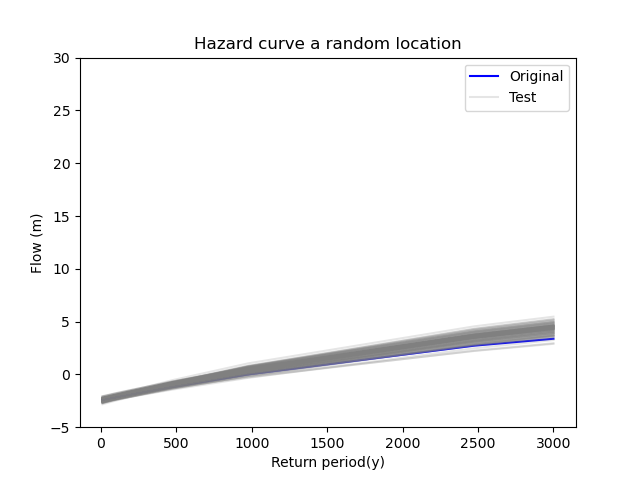 Hazard curve a random location
Original
Test
30
25
20
15
10
5
0
−5
Flow (m)
0 500 1000 1500 2000 2500 3000
Return period(y)